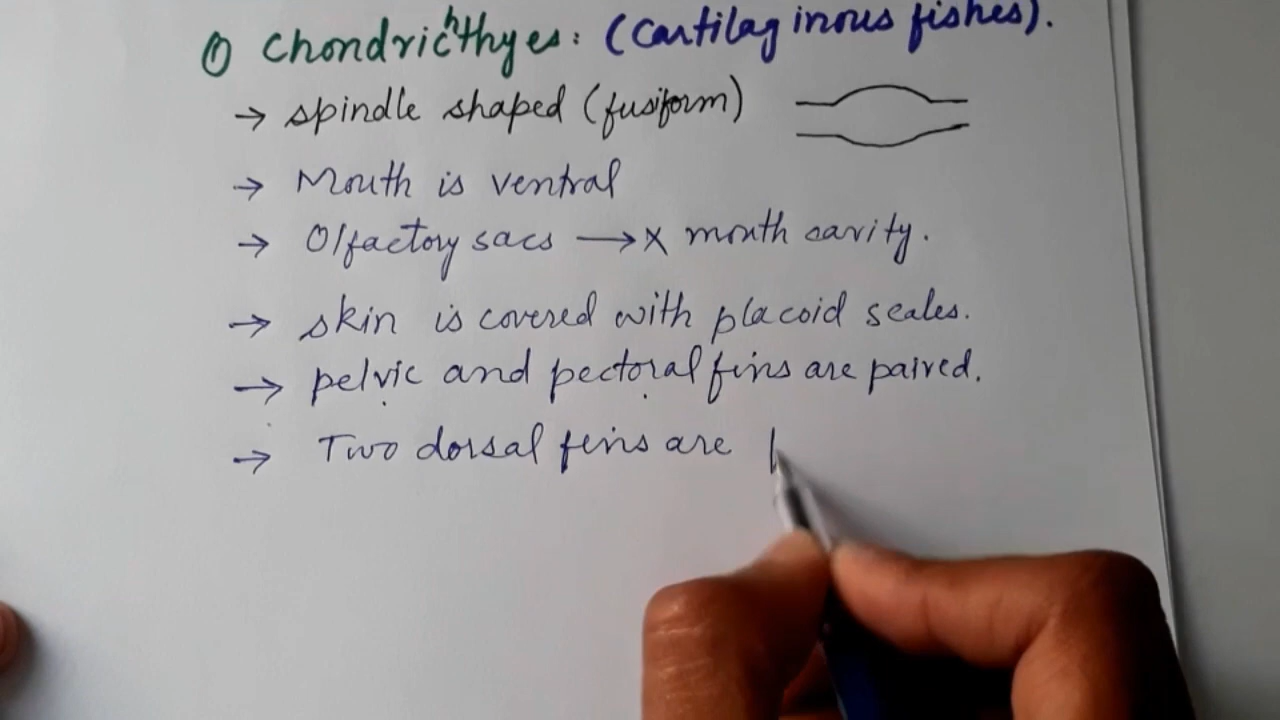 ① Chondrichthyes: (Cartilaginous fishes).
→ spindle shaped (fusiform)
→ Mouth is ventral
→ Olfactory sacs → x mouth cavity.
→ skin is covered with placoid scales.
→ pelvic and pectoral fins are paired.
→ Two dorsal fins are